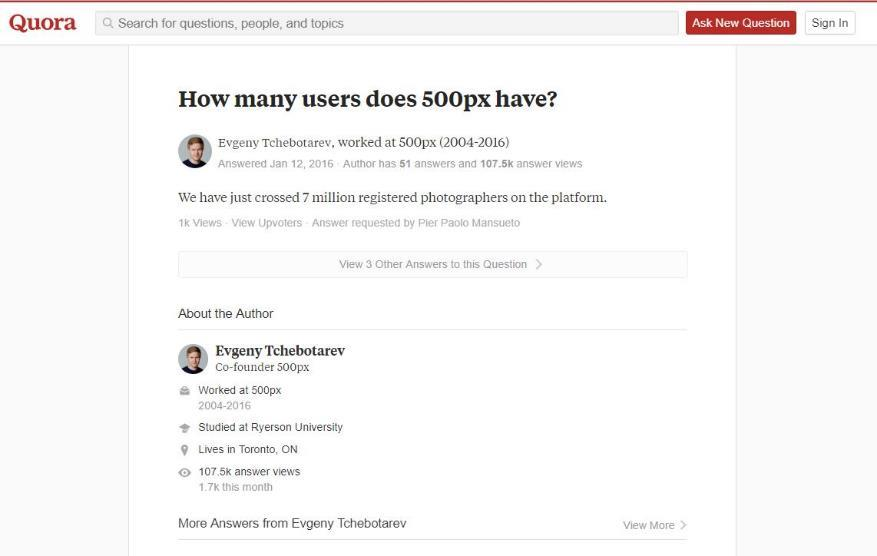 Quora
Search for questions, people, and topics
Ask New Question
Sign In
How many users does 500px have?
Evgeny Tchebotarev, worked at 500px (2004-2016)
Answered Jan 12, 2016 · Author has 51 answers and 107.5k answer views
We have just crossed 7 million registered photographers on the platform.
1k Views · View Upvoters · Answer requested by Pier Paolo Mansueto
View 3 Other Answers to this Question
About the Author
Evgeny Tchebotarev
Co-founder 500px
Worked at 500px
2004-2016
Studied at Ryerson University
Lives in Toronto, ON
107.5k answer views
1.7k this month
More Answers from Evgeny Tchebotarev
View More